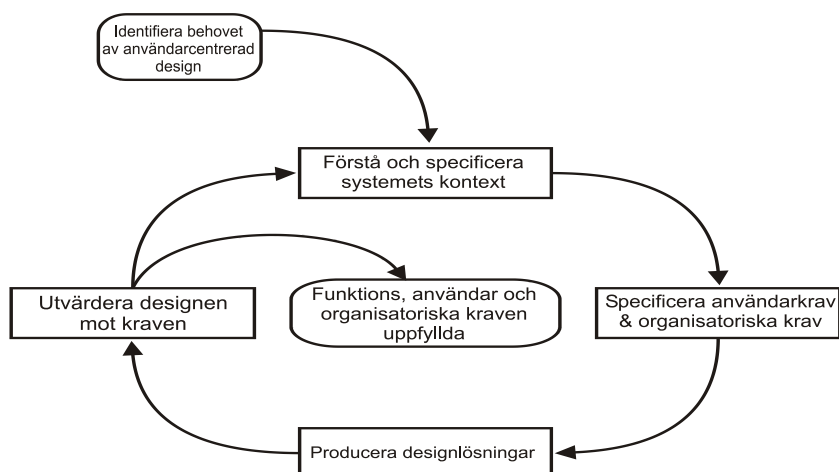 Identifiera behovet
av användarcentrerad
design
Förstå och specificera
systemets kontext
Utvärdera designen
mot kraven
Funktions, användar och
organisatoriska kraven
uppfyllda
Specificera användarkrav
& organisatoriska krav
Producera designlösningar